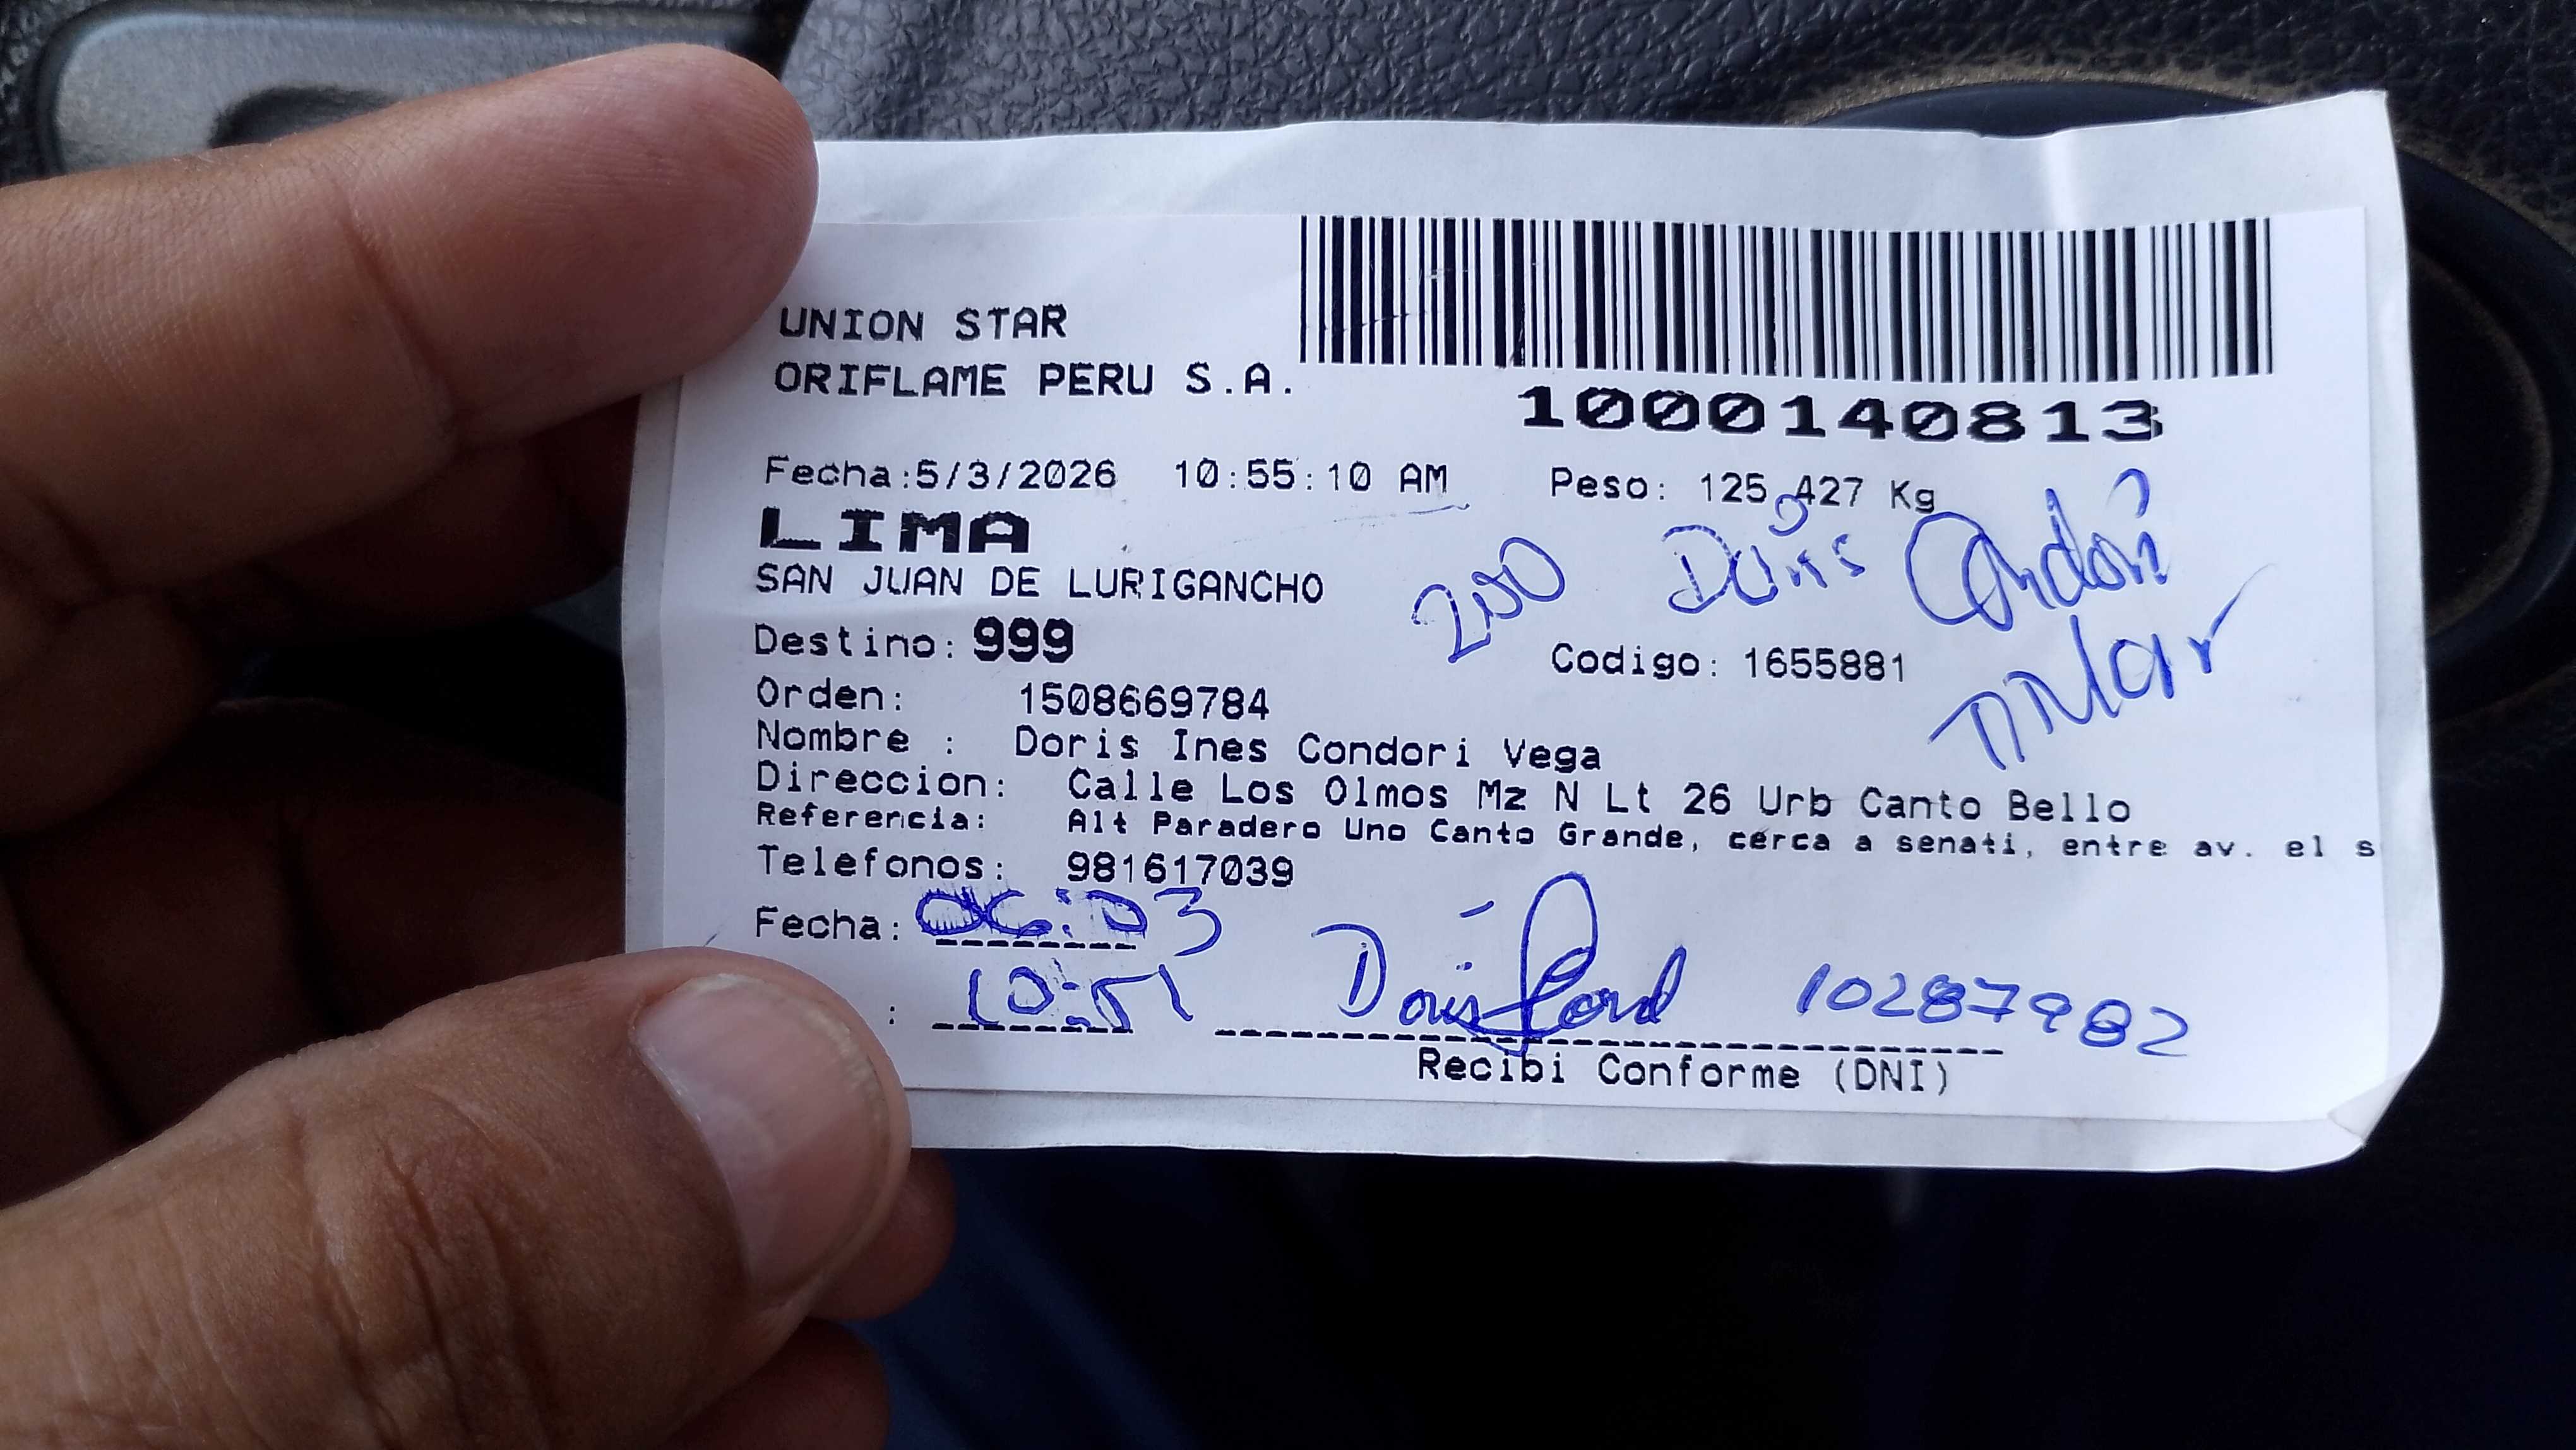 UNION STAR
ORIFLAME PERU S.A.
1000140813
Fecha:5/3/2026 10:55:10 AM Peso: 125,427 Kg
LIMA
SAN JUAN DE LURIGANCHO
200 Doris Condori
Destino: 999
Codigo: 1655881
Titular
Orden: 1508669784
Nombre : Doris Ines Condori Vega
Direccion: Calle Los Olmos Mz N Lt 26 Urb Canto Bello
Referencia: Alt Paradero Uno Canto Grande, cerca a senati, entre av. el s
Telefonos: 981617039
Fecha: 06:03
: 10:51 Doris Cond 10287982
Recibi Conforme (DNI)